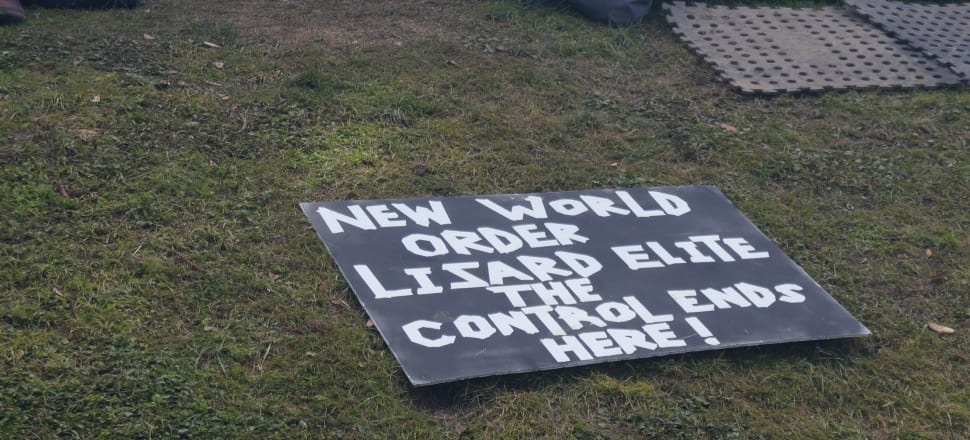 NEW WORLD
ORDER
LIZARD ELITE
THE
CONTROL ENDS
HERE!